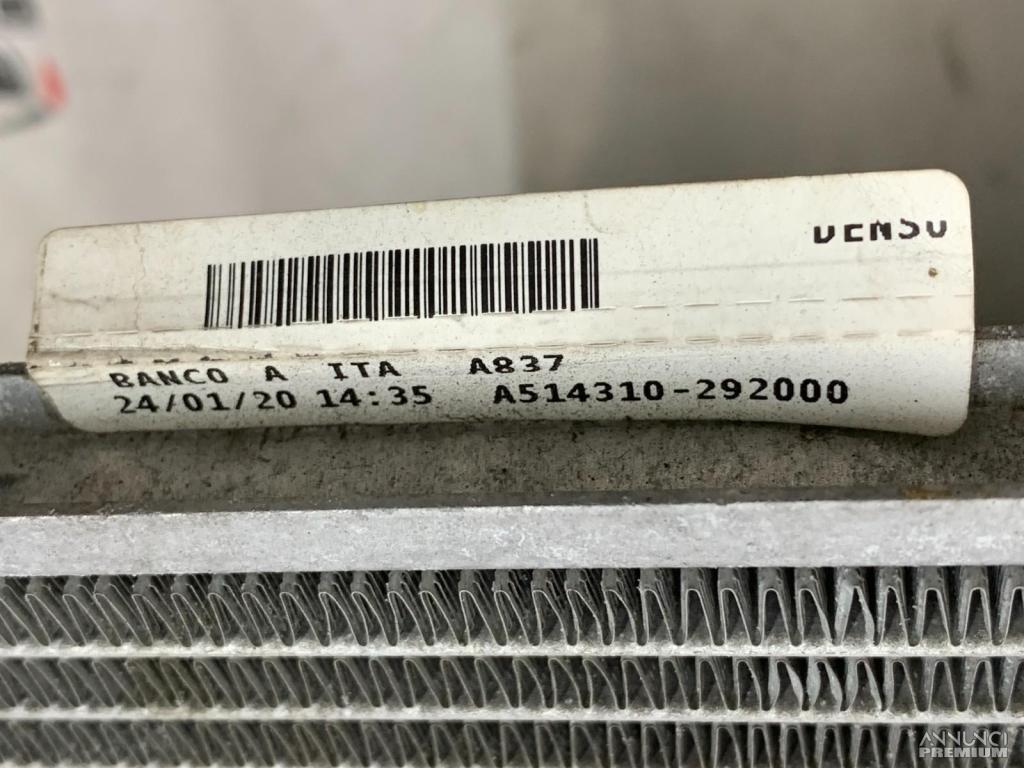 DENSO
BANCO A ITA A837
24/01/20 14:35 A514310-292000
ANNUNCI
PREMIUM